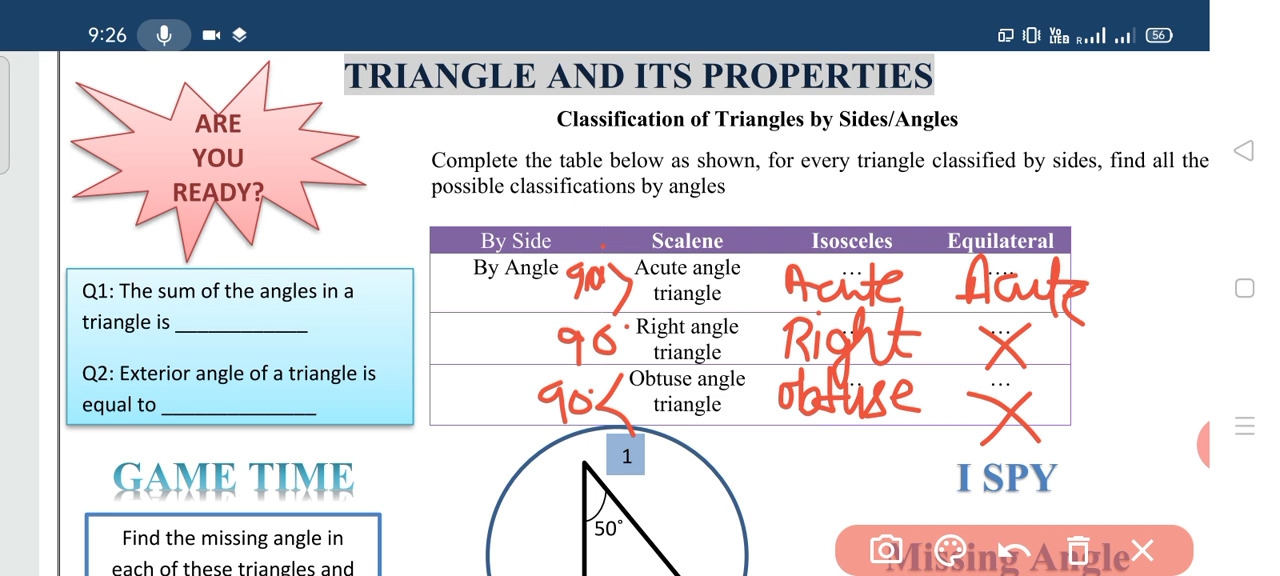 9:26
56
TRIANGLE AND ITS PROPERTIES
ARE
YOU
READY?
Classification of Triangles by Sides/Angles
Complete the table below as shown, for every triangle classified by sides, find all the
possible classifications by angles
By Side Scalene Isosceles Equilateral
By Angle 90°> Acute angle triangle ... Acute .... Acute
90° Right angle triangle ... Right ... X
90°< Obtuse angle triangle ... obtuse ... X
Q1: The sum of the angles in a
triangle is ____________
Q2: Exterior angle of a triangle is
equal to ______________
1
50°
GAME TIME
Find the missing angle in
each of these triangles and
I SPY
Missing Angle